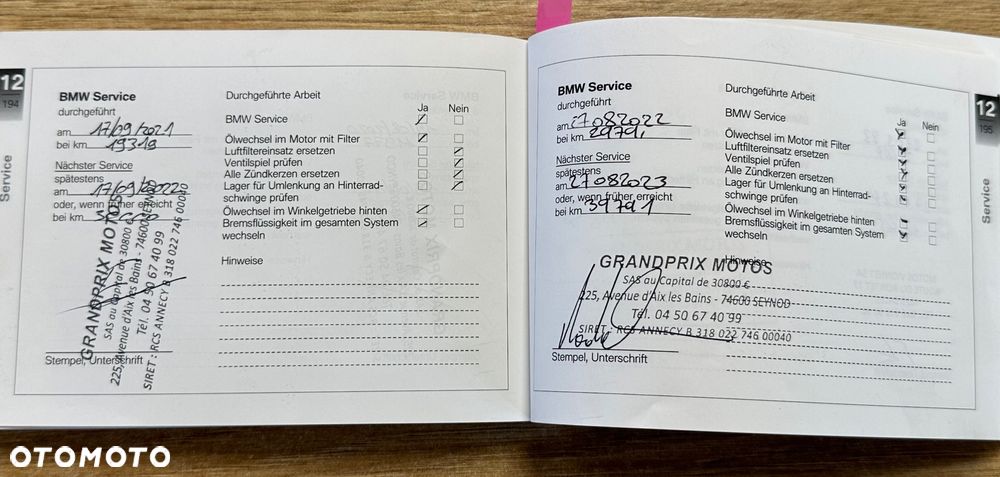 12
194
Service
BMW Service
durchgeführt
am 17/09/2021
bei km 19319
Nächster Service
spätestens
am 17/09/2022
oder, wenn früher erreicht
bei km
GRANDPRIX MOTOS
SAS au Capital de 30800 €
225, Avenue d'Aix les Bains - 74600 SEYNOD
Tél. 04 50 67 40 99
SIRET : RCS ANNECY B 318 022 746 00040
Stempel, Unterschrift
Durchgeführte Arbeit
Ja Nein
BMW Service
Ölwechsel im Motor mit Filter
Luftfiltereinsatz ersetzen
Ventilspiel prüfen
Alle Zündkerzen ersetzen
Lager für Umlenkung an Hinterrad-
schwinge prüfen
Ölwechsel im Winkelgetriebe hinten
Bremsflüssigkeit im gesamten System
wechseln
Hinweise
BMW Service
durchgeführt
am 27082022
bei km 29791
Nächster Service
spätestens
am 27082023
oder, wenn früher erreicht
bei km 39791
GRANDPRIX MOTOS
SAS au Capital de 30800 €
225, Avenue d'Aix les Bains - 74600 SEYNOD
Tél. 04 50 67 40 99
SIRET : RCS ANNECY B 318 022 746 00040
Stempel, Unterschrift
Durchgeführte Arbeit
Ja Nein
BMW Service
Ölwechsel im Motor mit Filter
Luftfiltereinsatz ersetzen
Ventilspiel prüfen
Alle Zündkerzen ersetzen
Lager für Umlenkung an Hinterrad-
schwinge prüfen
Ölwechsel im Winkelgetriebe hinten
Bremsflüssigkeit im gesamten System
wechseln
Hinweise
12
195
Service
OTOMOTO